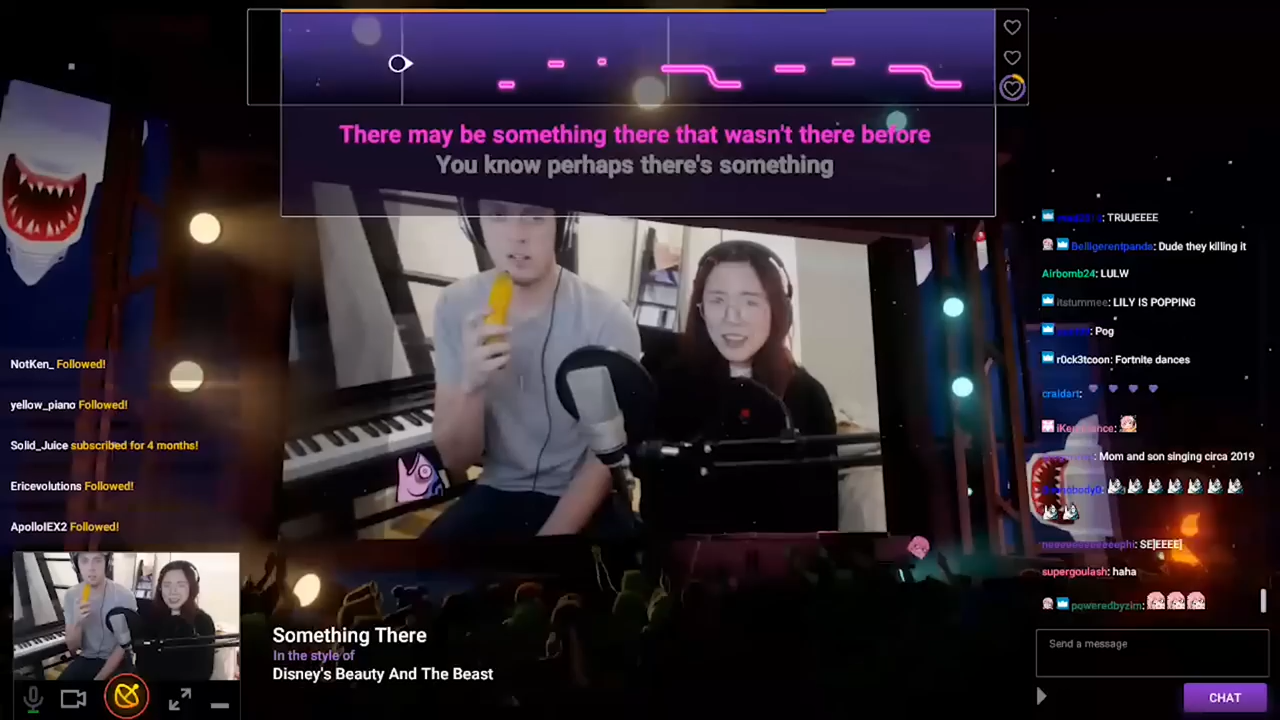 There may be something there that wasn't there before
You know perhaps there's something
NotKen_ Followed!
yellow_piano Followed!
Solid_Juice subscribed for 4 months!
Ericevolutions Followed!
ApolloIEX2 Followed!
Something There
In the style of
Disney's Beauty And The Beast
: TRUUEEEE
Belligerentpanda: Dude they killing it
Airbomb24: LULW
itstummee: LILY IS POPPING
: Pog
r0ck3tcoon: Fortnite dances
craidart:
: Mom and son singing circa 2019
: SE]EEEE]
supergoulash: haha
poweredbyzim:
Send a message
CHAT